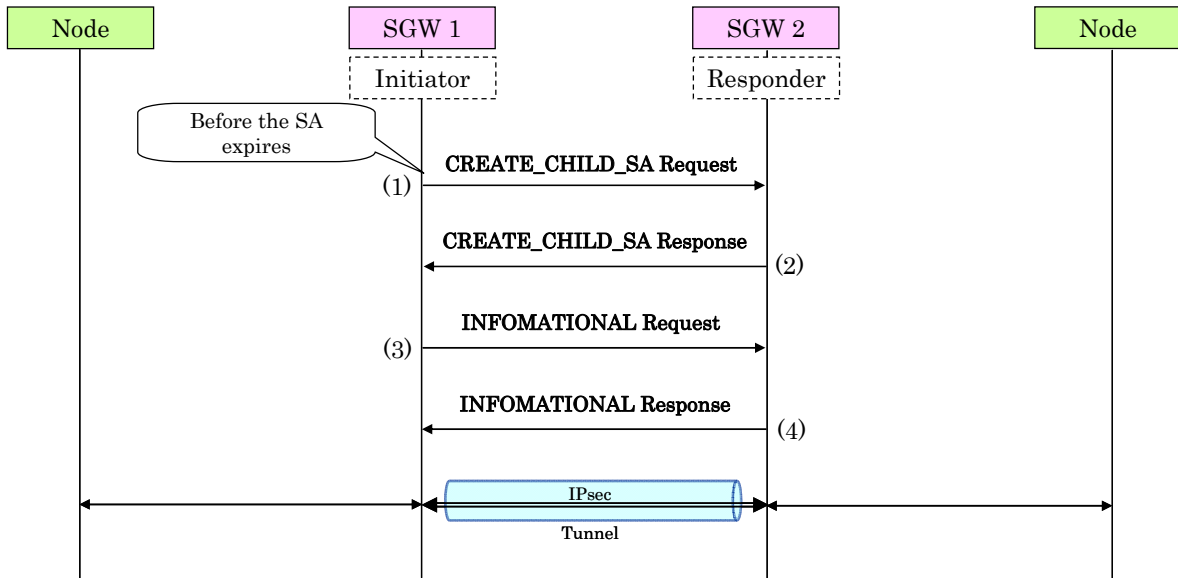 Node
SGW 1
SGW 2
Node
Initiator
Responder
Before the SA
expires
CREATE_CHILD_SA Request
(1)
CREATE_CHILD_SA Response
(2)
INFOMATIONAL Request
(3)
INFOMATIONAL Response
(4)
IPsec
Tunnel